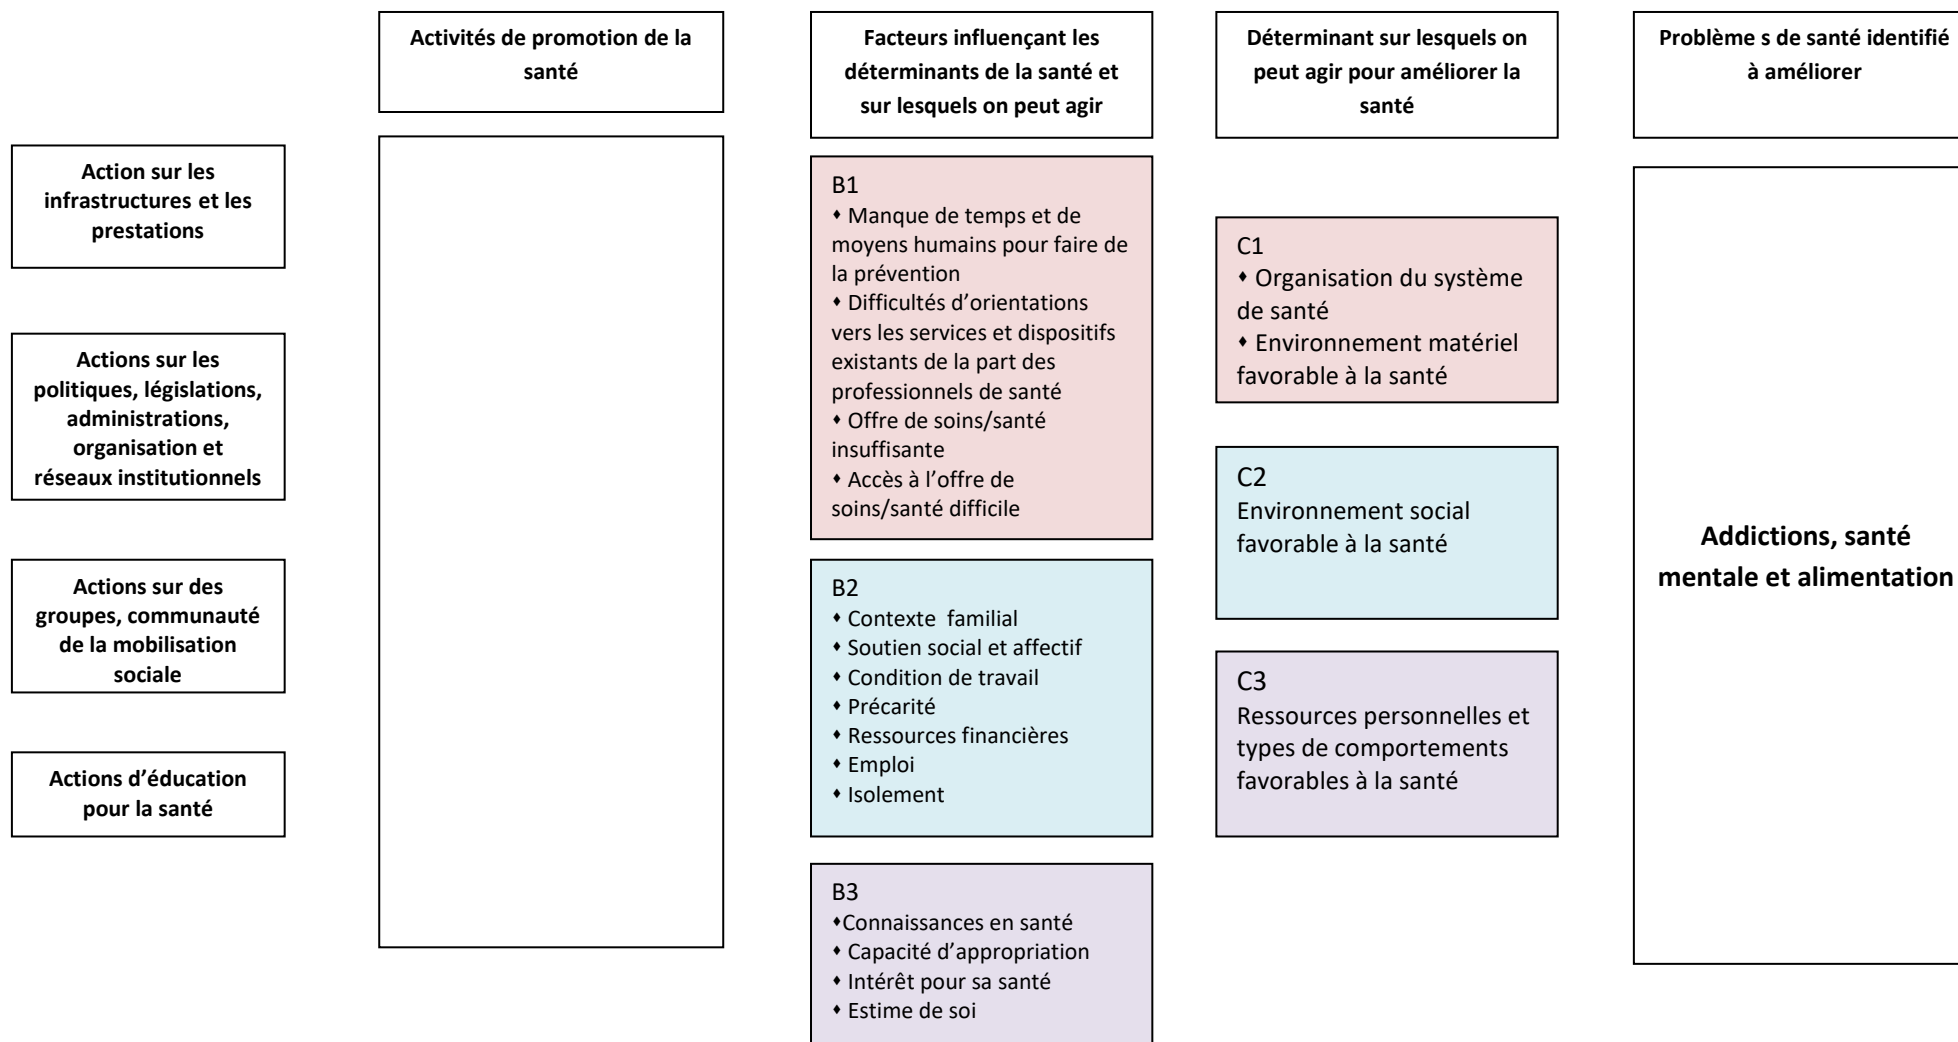 Activités de promotion de la
santé
Facteurs influençant les
déterminants de la santé et
sur lesquels on peut agir
Déterminant sur lesquels on
peut agir pour améliorer la
santé
Problème s de santé identifié
à améliorer
Action sur les
infrastructures et les
prestations
Actions sur les
politiques, législations,
administrations,
organisation et
réseaux institutionnels
Actions sur des
groupes, communauté
de la mobilisation
sociale
Actions d’éducation
pour la santé
B1
♦ Manque de temps et de
moyens humains pour faire de
la prévention
♦ Difficultés d’orientations
vers les services et dispositifs
existants de la part des
professionnels de santé
♦ Offre de soins/santé
insuffisante
♦ Accès à l’offre de
soins/santé difficile
B2
♦ Contexte  familial
♦ Soutien social et affectif
♦ Condition de travail
♦ Précarité
♦ Ressources financières
♦ Emploi
♦ Isolement
B3
♦Connaissances en santé
♦ Capacité d’appropriation
♦ Intérêt pour sa santé
♦ Estime de soi
C1
♦ Organisation du système
de santé
♦ Environnement matériel
favorable à la santé
C2
Environnement social
favorable à la santé
C3
Ressources personnelles et
types de comportements
favorables à la santé
Addictions, santé
mentale et alimentation